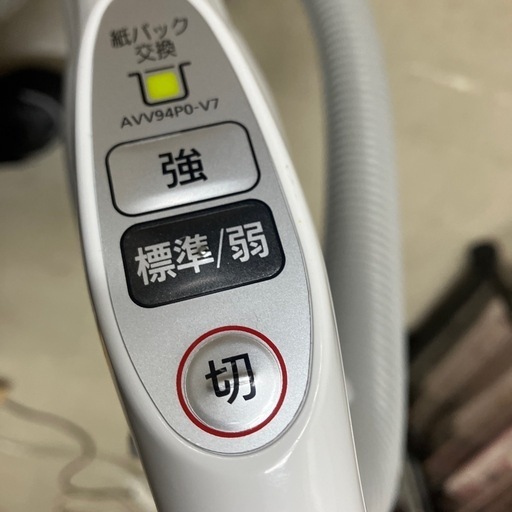 紙パック
交換
AVV94P0-V7
強
標準/弱
切